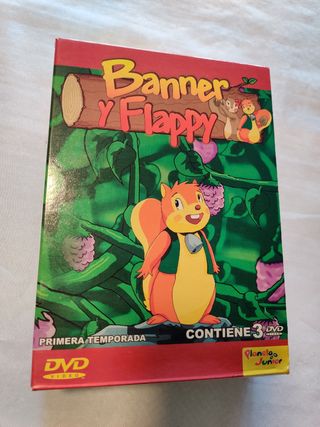 Banner
y Flappy
PRIMERA TEMPORADA
CONTIENE 3 DVD
DVD
VIDEO
Planeta
Junior